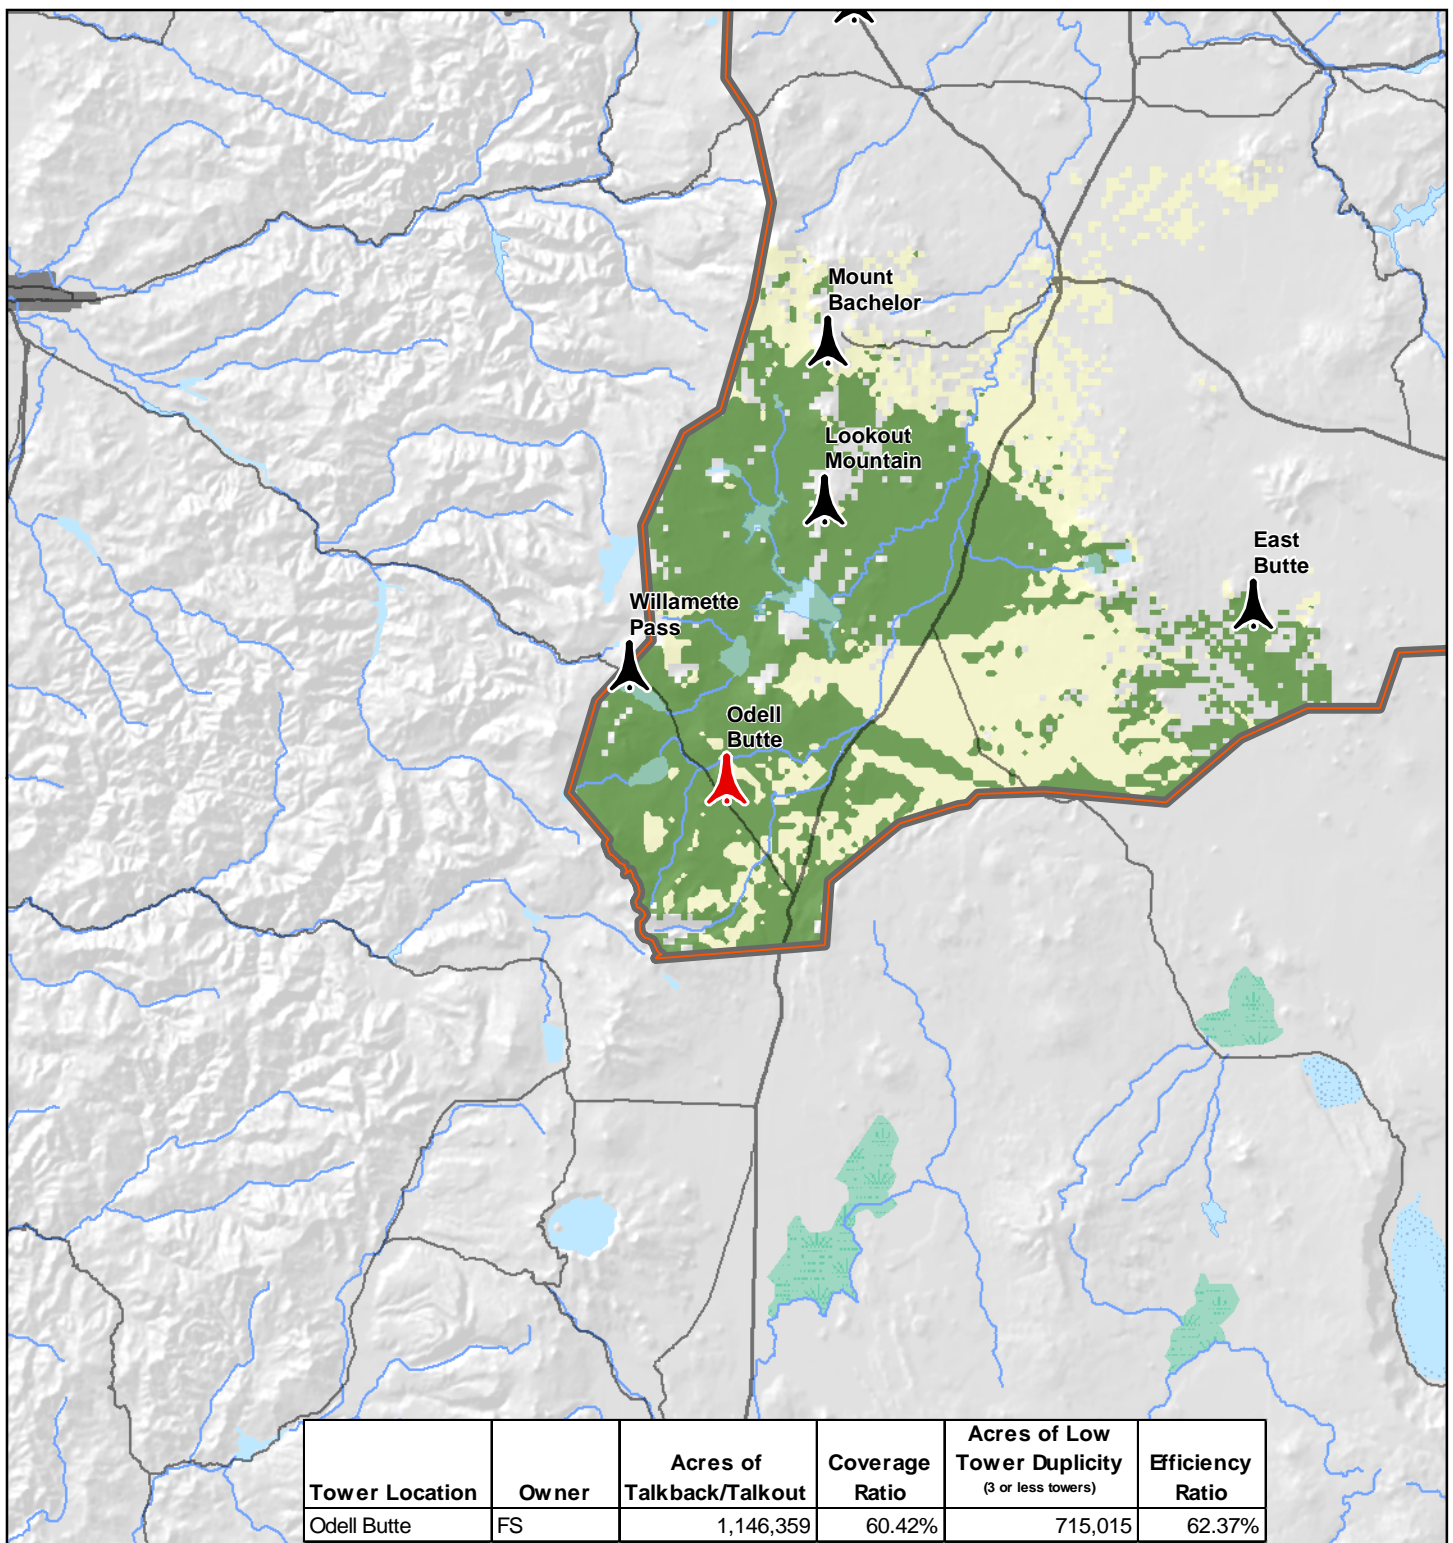 Mount
Bachelor
Lookout
Mountain
East
Butte
Willamette
Pass
Odell
Butte
Tower Location Owner Acres of Talkback/Talkout Coverage Ratio Acres of Low Tower Duplicity (3 or less towers) Efficiency Ratio
Odell Butte FS 1,146,359 60.42% 715,015 62.37%